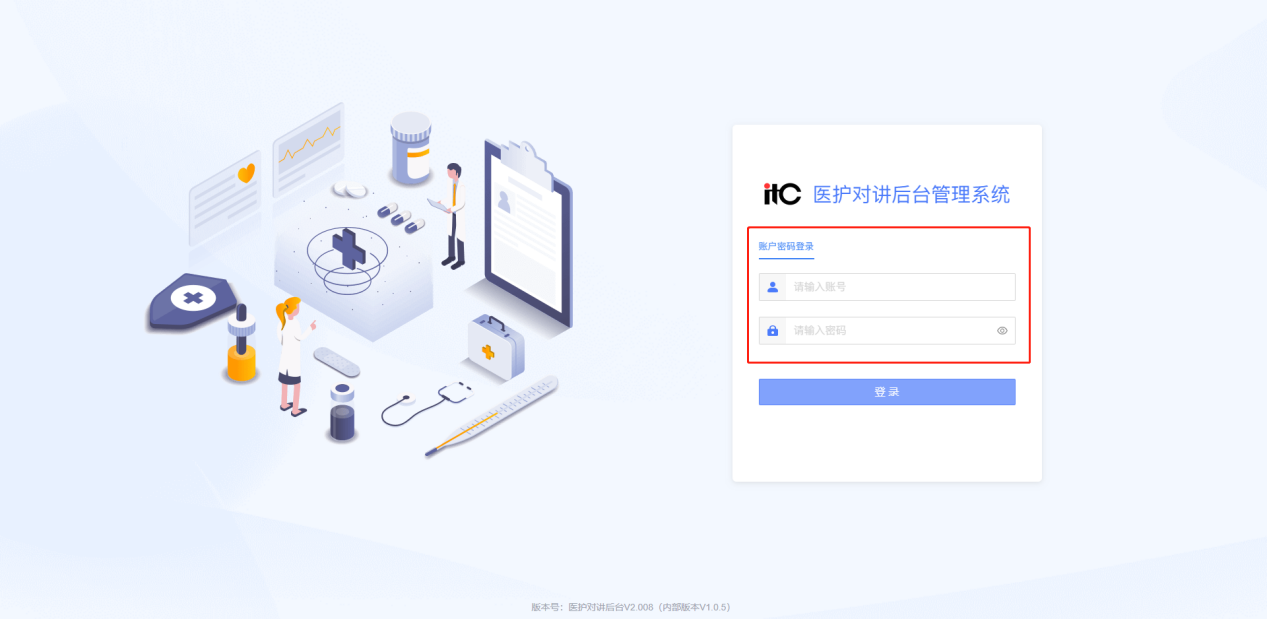 itC 医护对讲后台管理系统
账户密码登录
请输入账号
请输入密码
登录
版本号：医护对讲后台V2.008（内部版本V1.0.5）